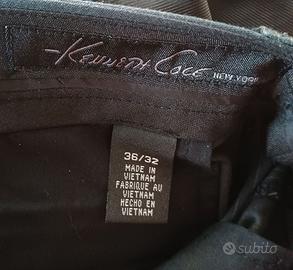 KENNETH COLE NEW YORK
36/32
MADE IN
VIETNAM
FABRIQUE AU
VIETNAM
HECHO EN
VIETNAM
subito